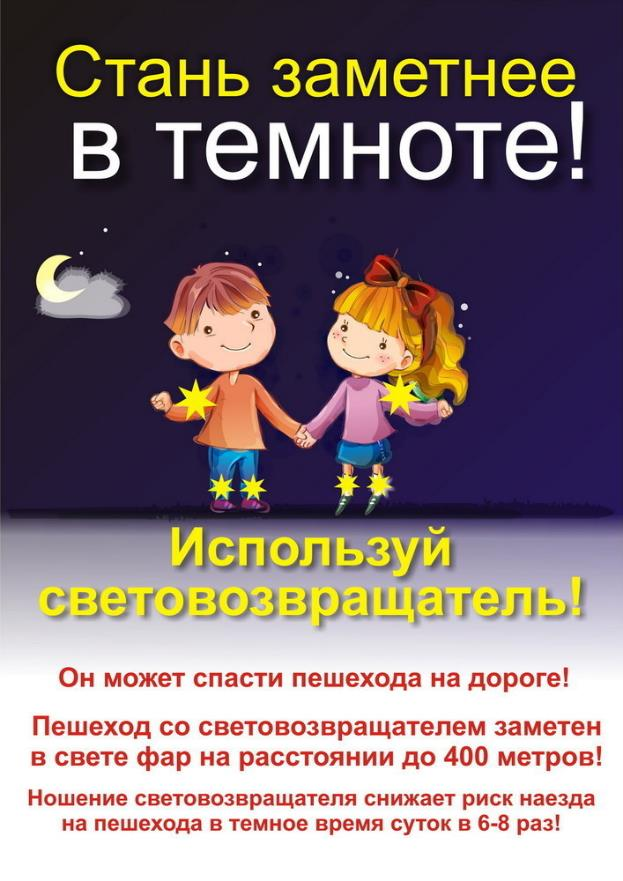 Стань заметнее
в темноте!
Используй
световозвращатель!
Он может спасти пешехода на дороге!
Пешеход со световозвращателем заметен
в свете фар на расстоянии до 400 метров!
Ношение световозвращателя снижает риск наезда
на пешехода в темное время суток в 6-8 раз!